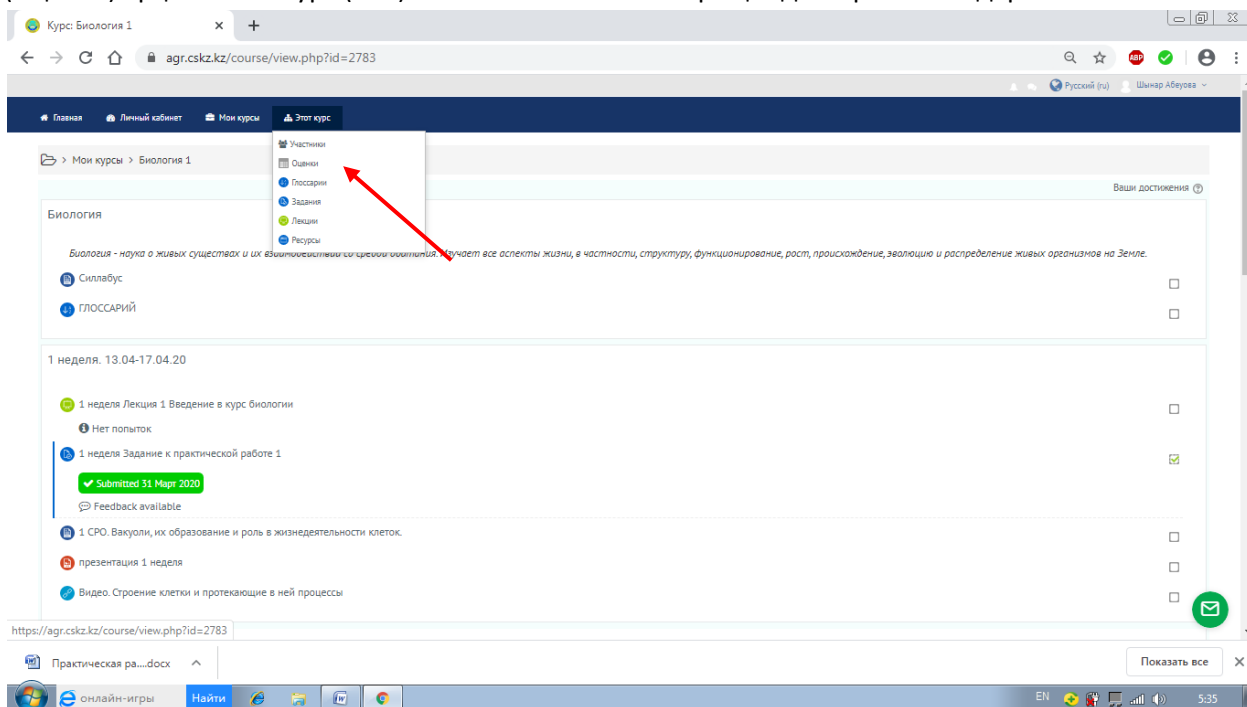 Курс: Биология 1
agr.cskz.kz/course/view.php?id=2783
ABP
Русский (ru) Шынар Абеуова
Главная Личный кабинет Мои курсы Этот курс
Участники
> Мои курсы > Биология 1
Оценки
Глоссарии
Ваши достижения
Задания
Биология
Лекции
Ресурсы
Биология - наука о живых существах и их взаимодействии со средой обитания. Изучает все аспекты жизни, в частности, структуру, функционирование, рост, происхождение, эволюцию и распределение живых организмов на Земле.
Силлабус
ГЛОССАРИЙ
1 неделя. 13.04-17.04.20
1 неделя Лекция 1 Введение в курс биологии
Нет попыток
1 неделя Задание к практической работе 1
Submitted 31 Март 2020
Feedback available
1 СРО. Вакуоли, их образование и роль в жизнедеятельности клеток.
презентация 1 неделя
Видео. Строение клетки и протекающие в ней процессы
https://agr.cskz.kz/course/view.php?id=2783
Практическая ра....docx
Показать все
онлайн-игры Найти
EN 5:35